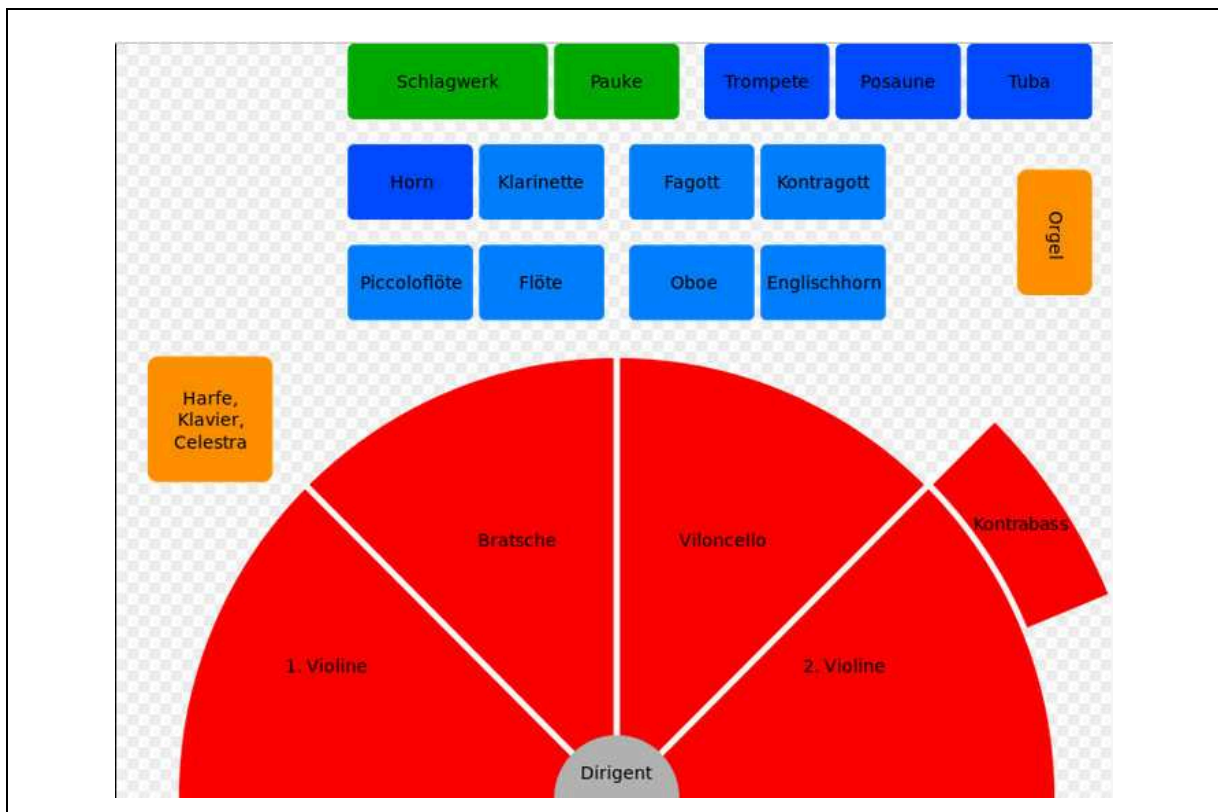 Schlagwerk
Pauke
Trompete
Posaune
Tuba
Horn
Klarinette
Fagott
Kontragott
Orgel
Piccoloflöte
Flöte
Oboe
Englischhorn
Harfe,
Klavier,
Celestra
Kontrabass
Bratsche
Viloncello
1. Violine
2. Violine
Dirigent